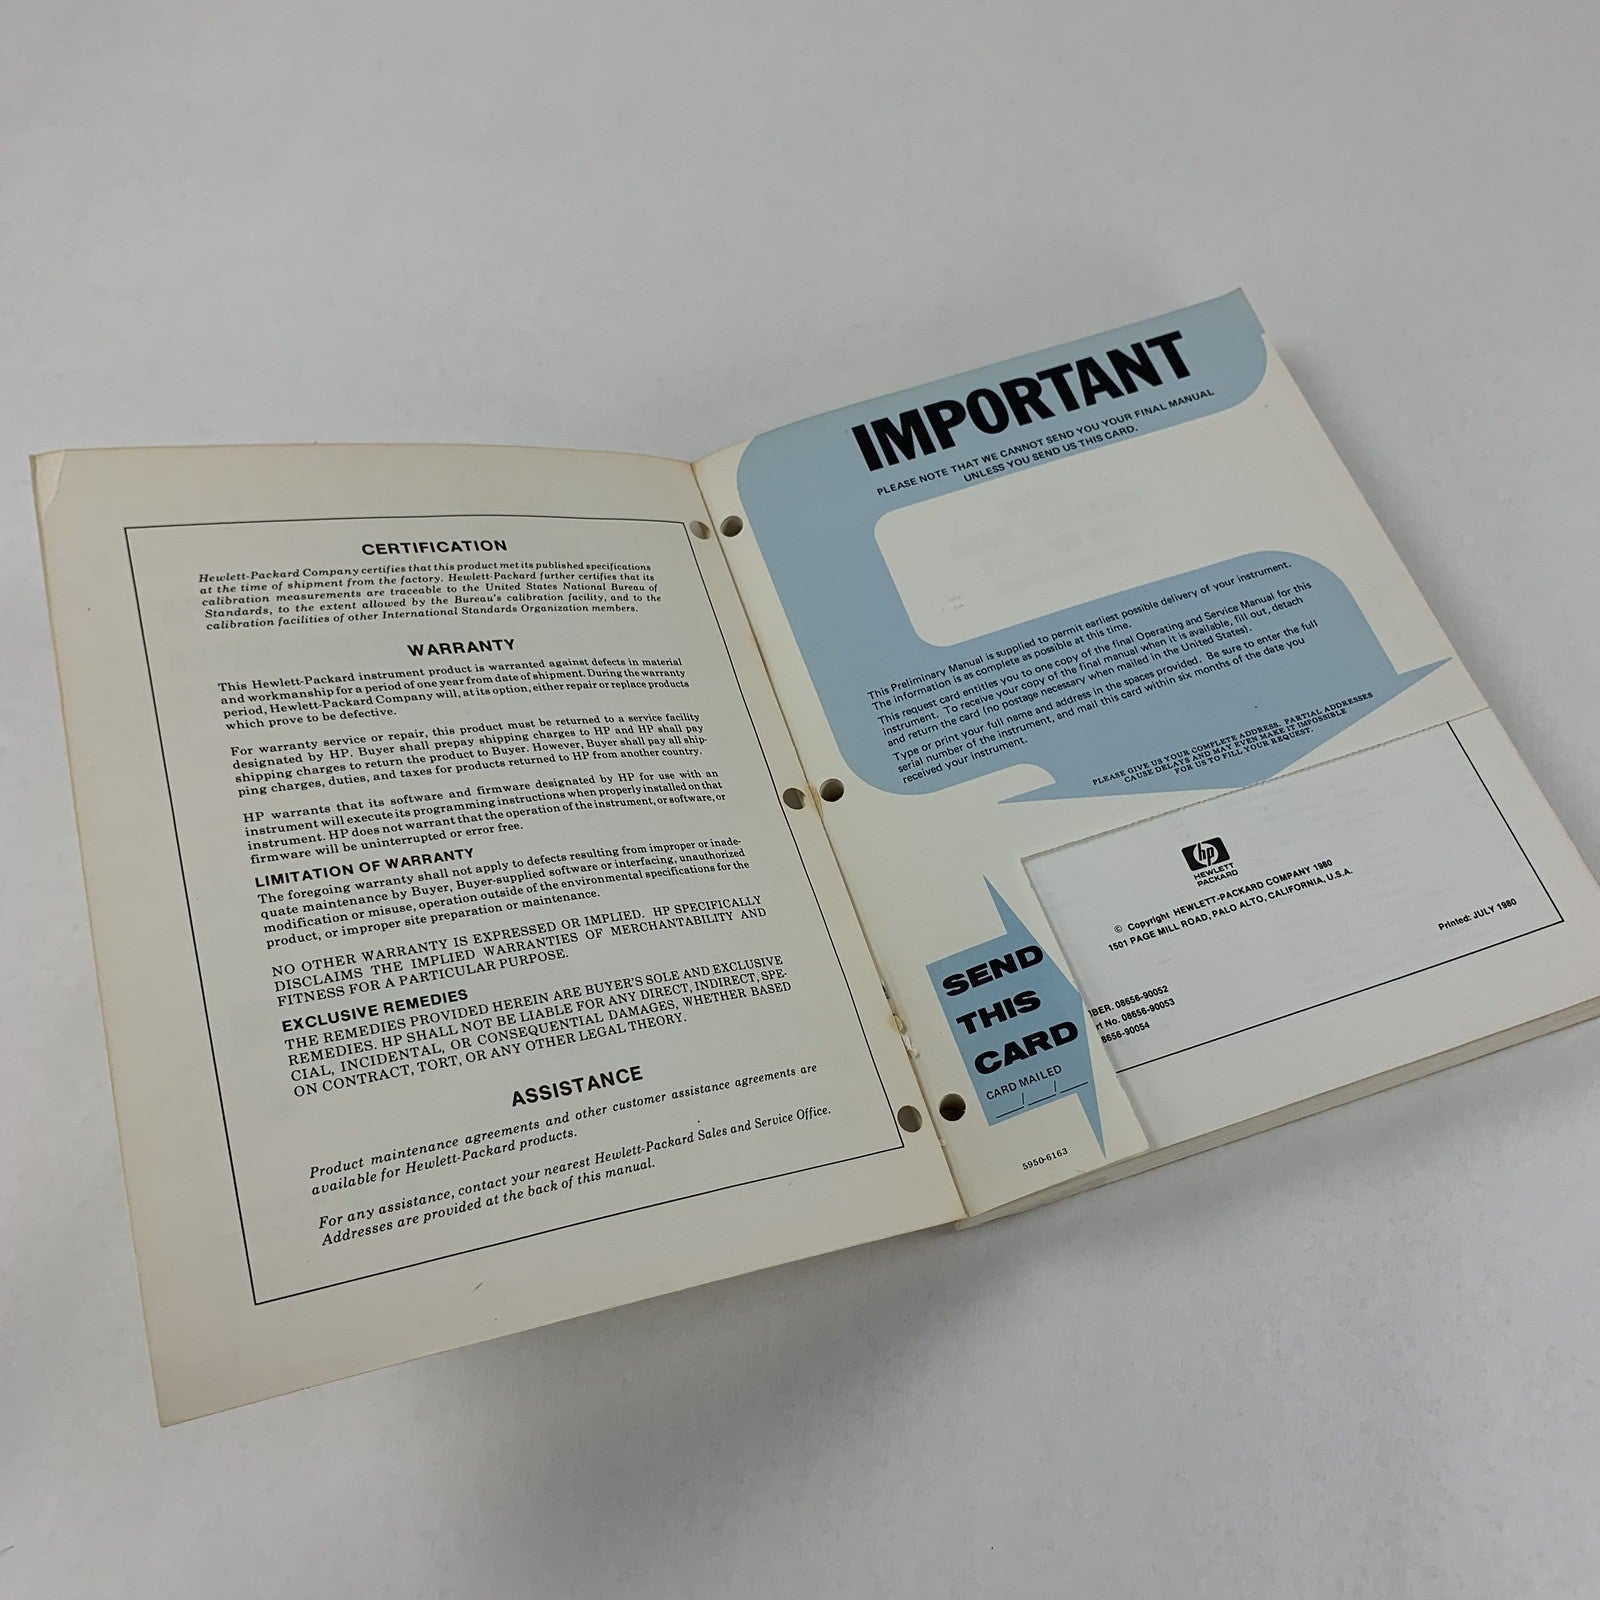 CERTIFICATION
Hewlett-Packard Company certifies that this product met its published specifications
at the time of shipment from the factory. Hewlett-Packard further certifies that its
calibration measurements are traceable to the United States National Bureau of
Standards, to the extent allowed by the Bureau's calibration facility, and to the
calibration facilities of other International Standards Organization members.
WARRANTY
This Hewlett-Packard instrument product is warranted against defects in material
and workmanship for a period of one year from date of shipment. During the warranty
period, Hewlett-Packard Company will, at its option, either repair or replace products
which prove to be defective.
For warranty service or repair, this product must be returned to a service facility
designated by HP. Buyer shall prepay shipping charges to HP and HP shall pay
shipping charges to return the product to Buyer. However, Buyer shall pay all ship-
ping charges, duties, and taxes for products returned to HP from another country.
HP warrants that its software and firmware designated by HP for use with an
instrument will execute its programming instructions when properly installed on that
instrument. HP does not warrant that the operation of the instrument, or software, or
firmware will be uninterrupted or error free.
LIMITATION OF WARRANTY
The foregoing warranty shall not apply to defects resulting from improper or inade-
quate maintenance by Buyer, Buyer-supplied software or interfacing, unauthorized
modification or misuse, operation outside of the environmental specifications for the
product, or improper site preparation or maintenance.
NO OTHER WARRANTY IS EXPRESSED OR IMPLIED. HP SPECIFICALLY
DISCLAIMS THE IMPLIED WARRANTIES OF MERCHANTABILITY AND
FITNESS FOR A PARTICULAR PURPOSE.
EXCLUSIVE REMEDIES
THE REMEDIES PROVIDED HEREIN ARE BUYER'S SOLE AND EXCLUSIVE
REMEDIES. HP SHALL NOT BE LIABLE FOR ANY DIRECT, INDIRECT, SPE-
CIAL, INCIDENTAL, OR CONSEQUENTIAL DAMAGES, WHETHER BASED
ON CONTRACT, TORT, OR ANY OTHER LEGAL THEORY.
ASSISTANCE
Product maintenance agreements and other customer assistance agreements are
available for Hewlett-Packard products.
For any assistance, contact your nearest Hewlett-Packard Sales and Service Office.
Addresses are provided at the back of this manual.
IMPORTANT
PLEASE NOTE THAT WE CANNOT SEND YOU YOUR FINAL MANUAL
UNLESS YOU SEND US THIS CARD.
This Preliminary Manual is supplied to permit earliest possible delivery of your instrument.
The information is as complete as possible at this time.
This request card entitles you to one copy of the final Operating and Service Manual for this
instrument. To receive your copy of the final manual when it is available, fill out, detach
and return the card (no postage necessary when mailed in the United States).
Type or print your full name and address in the spaces provided. Be sure to enter the full
serial number of the instrument, and mail this card within six months of the date you
received your instrument.
PLEASE GIVE US YOUR COMPLETE ADDRESS. PARTIAL ADDRESSES
CAUSE DELAYS AND MAY EVEN MAKE IT IMPOSSIBLE
FOR US TO FILL YOUR REQUEST.
hp
HEWLETT
PACKARD
© Copyright HEWLETT-PACKARD COMPANY 1980
1501 PAGE MILL ROAD, PALO ALTO, CALIFORNIA, U.S.A.
Printed: JULY 1980
BER. 08656-90052
rt No. 08656-90053
8656-90054
SEND
THIS
CARD
CARD MAILED
___/___/___
5950-6163